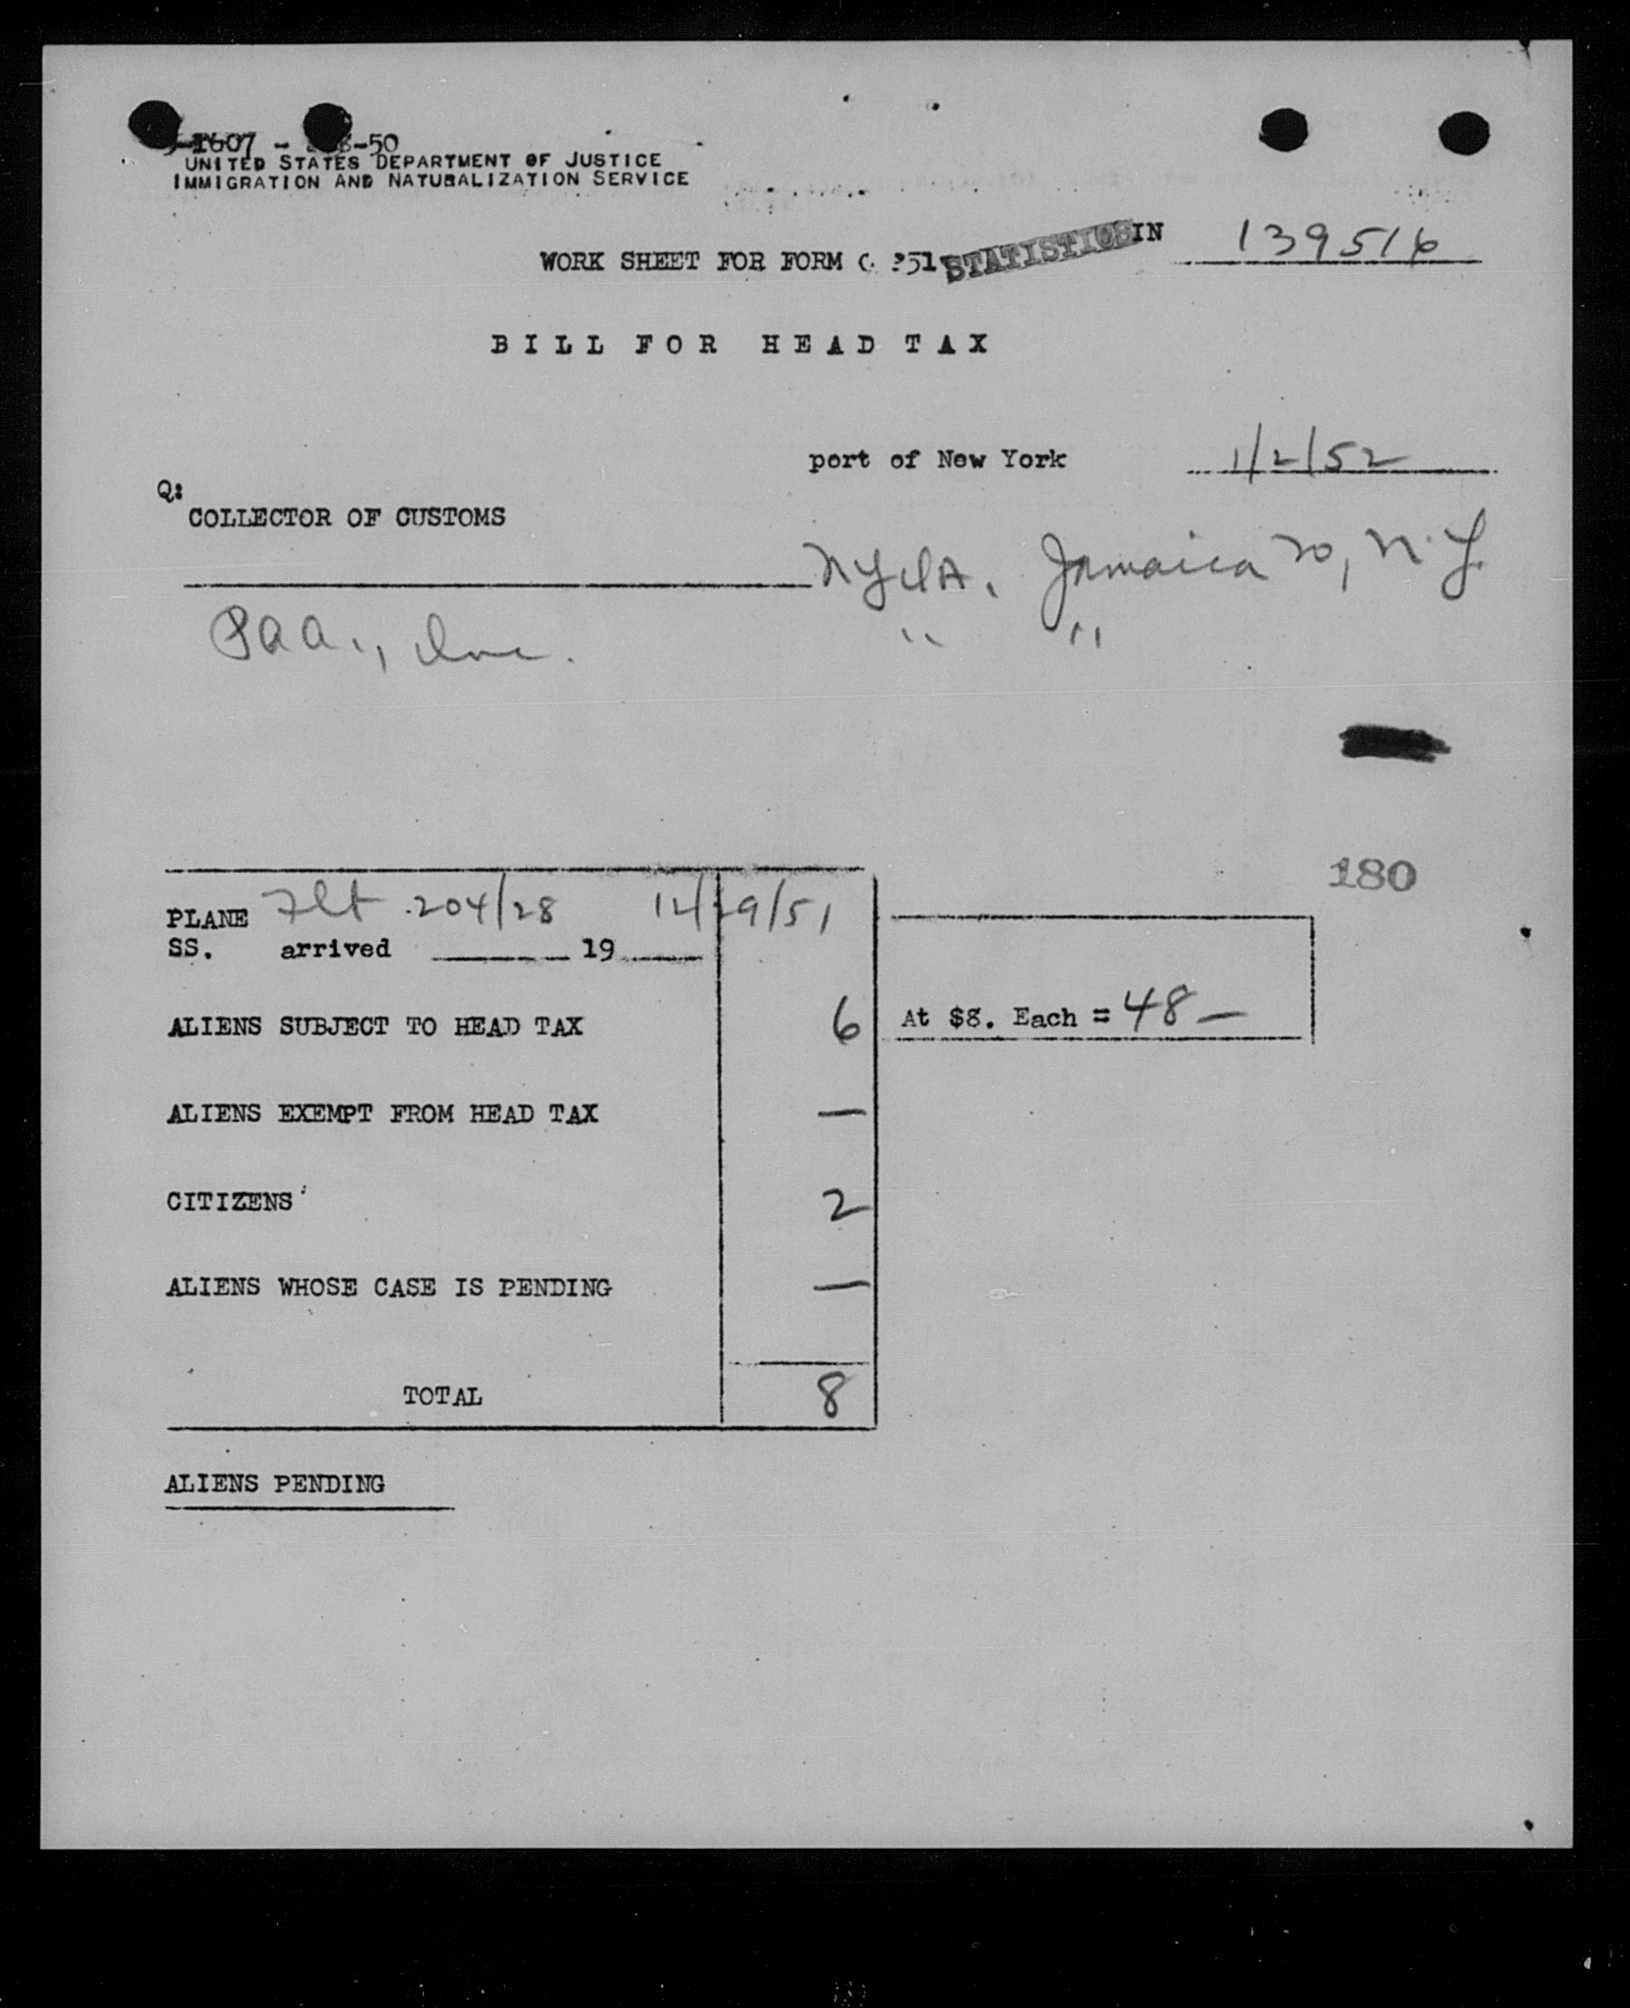 -50
UNITED STATES DEPARTMENT OF JUSTICE
IMMIGRATION AND NATURALIZATION SERVICE
WORK SHEET FOR FORM STATISTICS IN 139516
BILL FOR HEAD TAX
port of New York 1/2/52
Q:
COLLECTOR OF CUSTOMS
NYIA, Jamaica 20, N.Y.
PAA., Inc. " "
180
PLANE Flt 204/28 12/29/51
SS. arrived 19
ALIENS SUBJECT TO HEAD TAX 6 At $8. Each = 48 —
ALIENS EXEMPT FROM HEAD TAX —
CITIZENS 2
ALIENS WHOSE CASE IS PENDING —
TOTAL 8
ALIENS PENDING